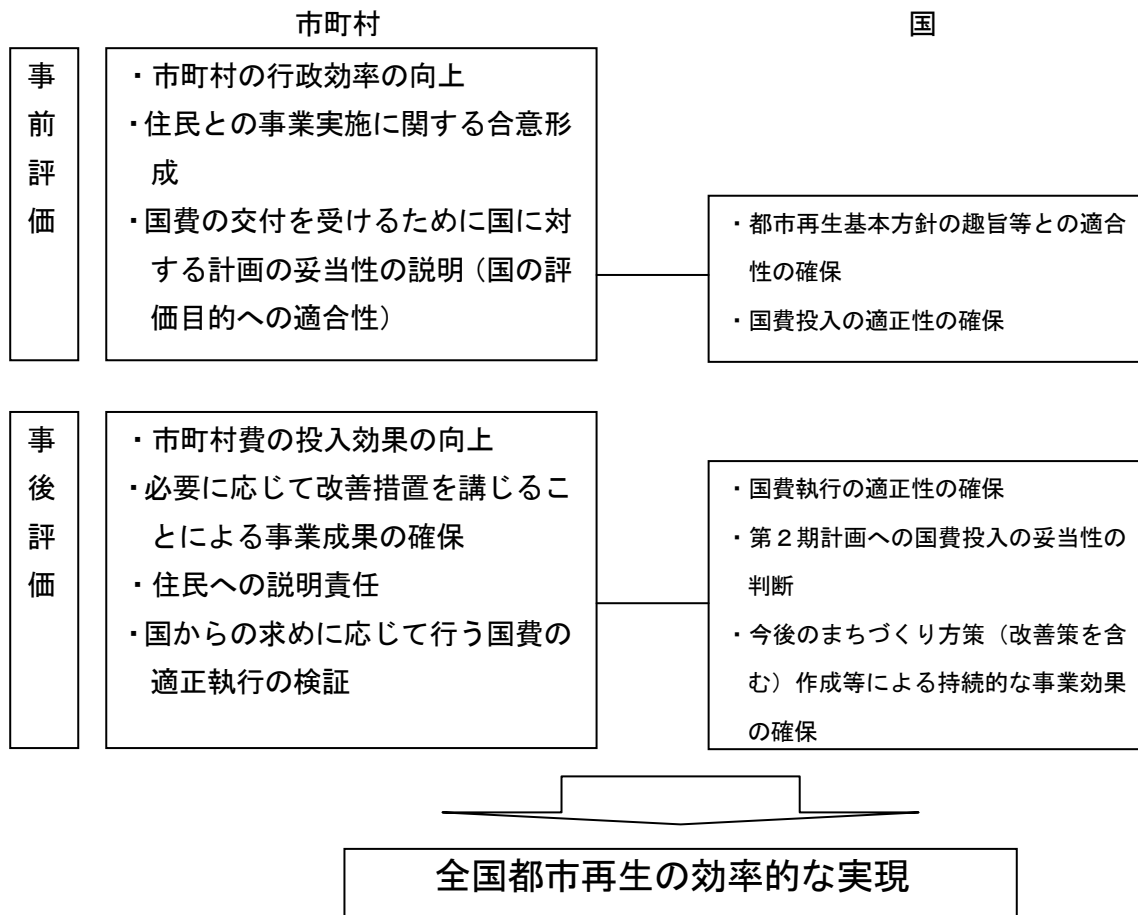 市町村
国
事前評価
・市町村の行政効率の向上
・住民との事業実施に関する合意形
成
・国費の交付を受けるために国に対
する計画の妥当性の説明（国の評
価目的への適合性）
・都市再生基本方針の趣旨等との適合
性の確保
・国費投入の適正性の確保
事後評価
・市町村費の投入効果の向上
・必要に応じて改善措置を講じるこ
とによる事業成果の確保
・住民への説明責任
・国からの求めに応じて行う国費の
適正執行の検証
・国費執行の適正性の確保
・第２期計画への国費投入の妥当性の
判断
・今後のまちづくり方策（改善策を含
む）作成等による持続的な事業効果
の確保
全国都市再生の効率的な実現